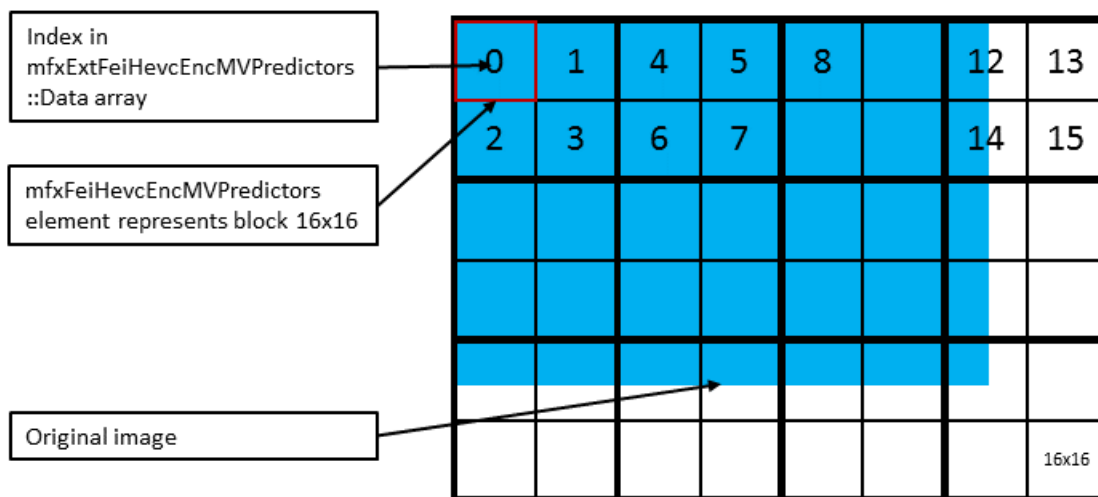 Index in
mfxExtFeiHevcEncMVPredictors
::Data array
0 1 4 5 8 12 13
2 3 6 7 14 15
mfxFeiHevcEncMVPredictors
element represents block 16x16
Original image
16x16